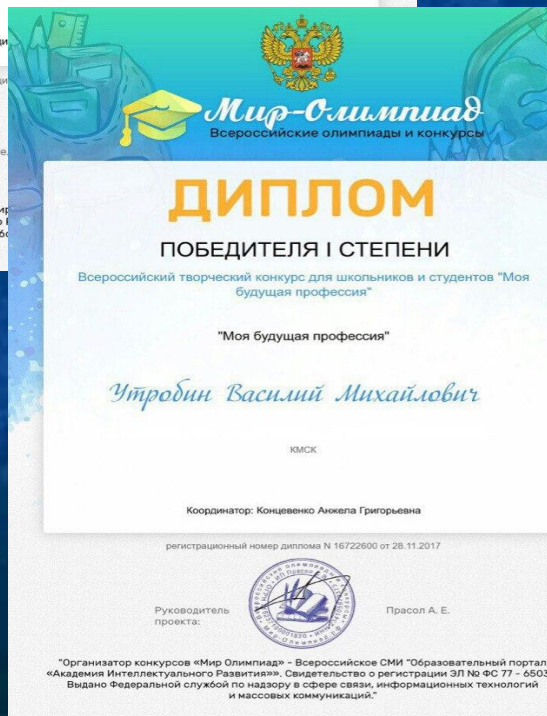 Мир-Олимпиад
Всероссийские олимпиады и конкурсы
ДИПЛОМ
ПОБЕДИТЕЛЯ I СТЕПЕНИ
Всероссийский творческий конкурс для школьников и студентов "Моя
будущая профессия"
"Моя будущая профессия"
Утробин Василий Михайлович
КМСК
Координатор: Концевенко Анжела Григорьевна
регистрационный номер диплома N 16722600 от 28.11.2017
Руководитель
проекта:
Прасол А. Е.
"Организатор конкурсов «Мир Олимпиад» - Всероссийское СМИ "Образовательный портал
«Академия Интеллектуального Развития»». Свидетельство о регистрации ЭЛ № ФС 77 - 6503
Выдано Федеральной службой по надзору в сфере связи, информационных технологий
и массовых коммуникаций."